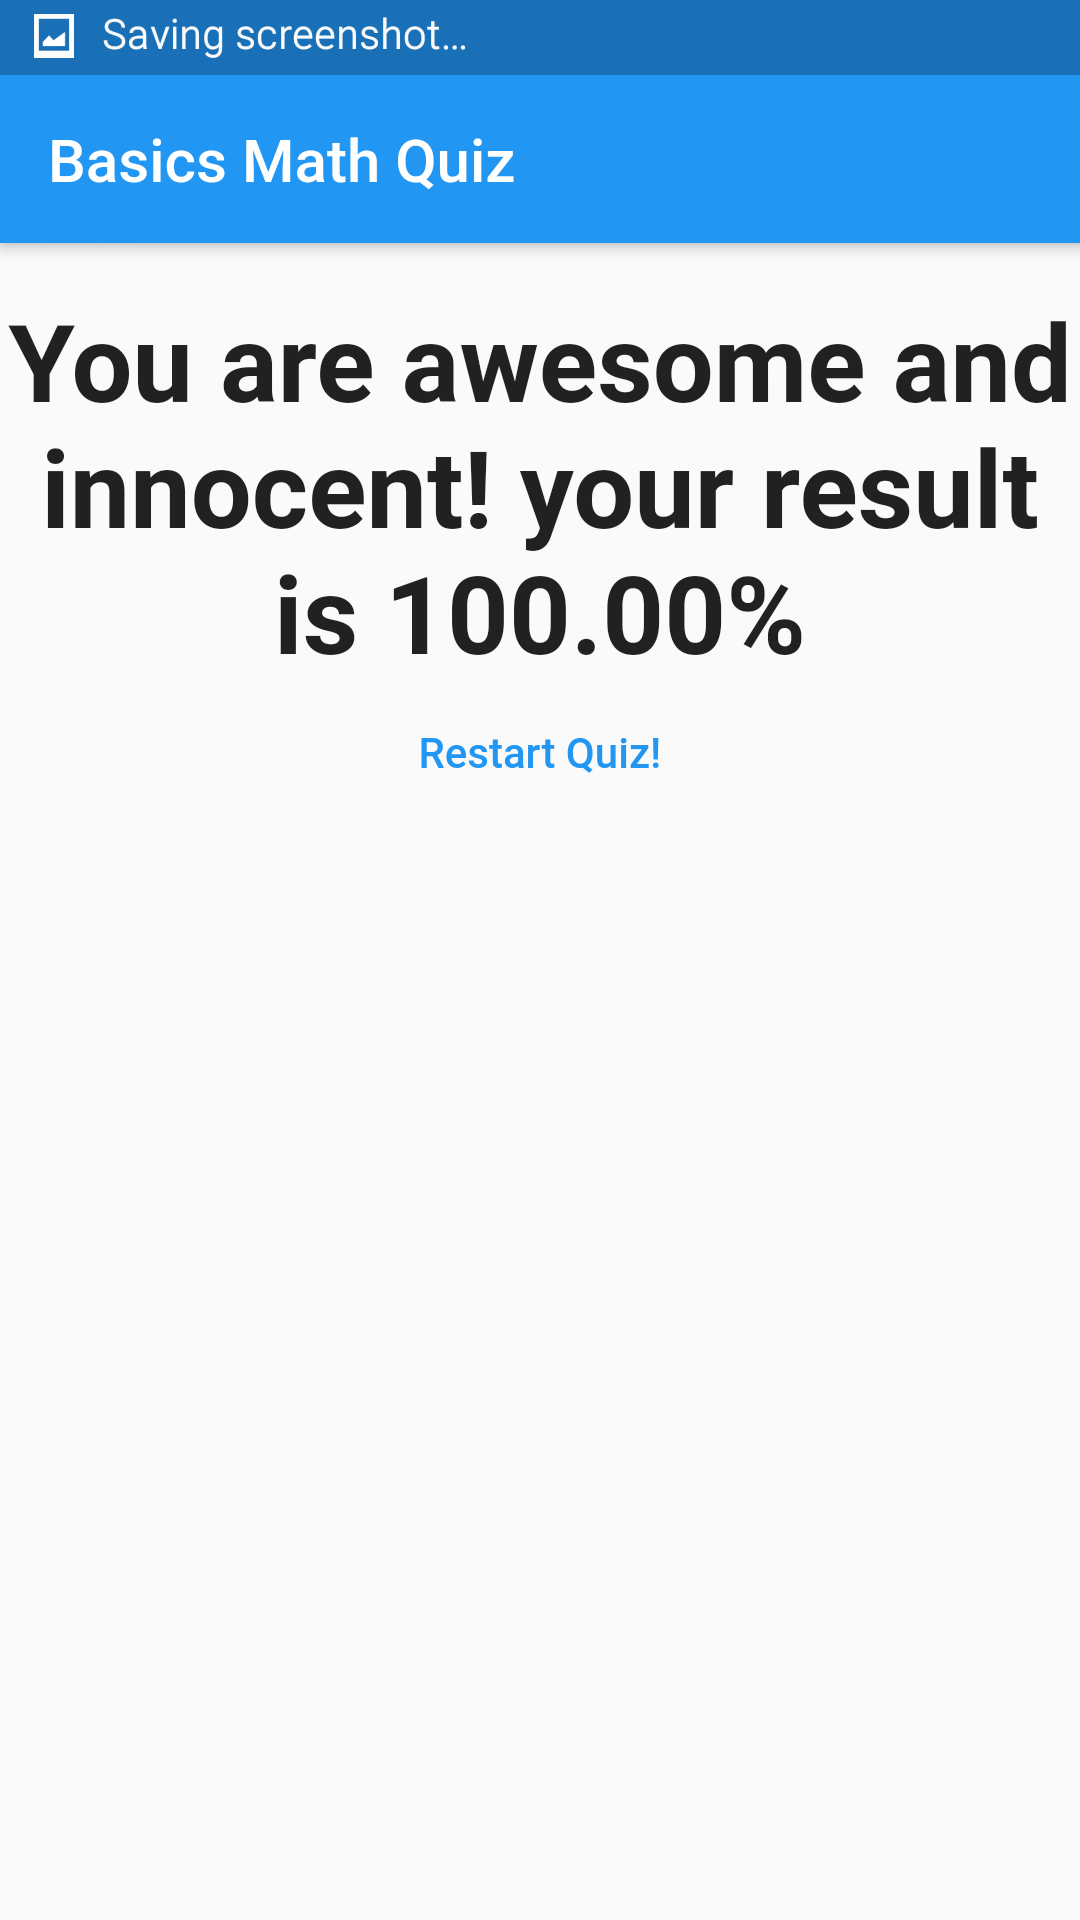 Saving screenshot...
Basics Math Quiz
You are awesome and
innocent! your result
is 100.00%
Restart Quiz!